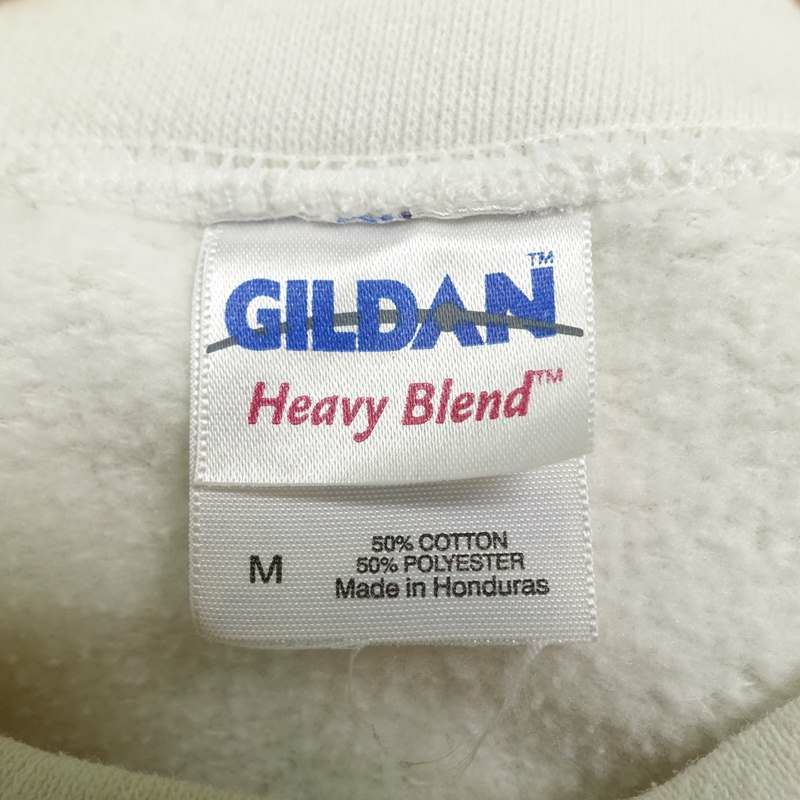 GILDAN™
Heavy Blend™
M
50% COTTON
50% POLYESTER
Made in Honduras